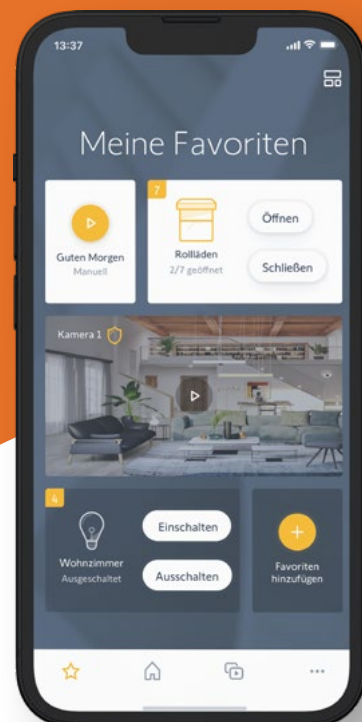 13:37
Meine Favoriten
Guten Morgen
Manuell
7
Rollläden
2/7 geöffnet
Öffnen
Schließen
Kamera 1
4
Wohnzimmer
Ausgeschaltet
Einschalten
Ausschalten
Favoriten
hinzufügen